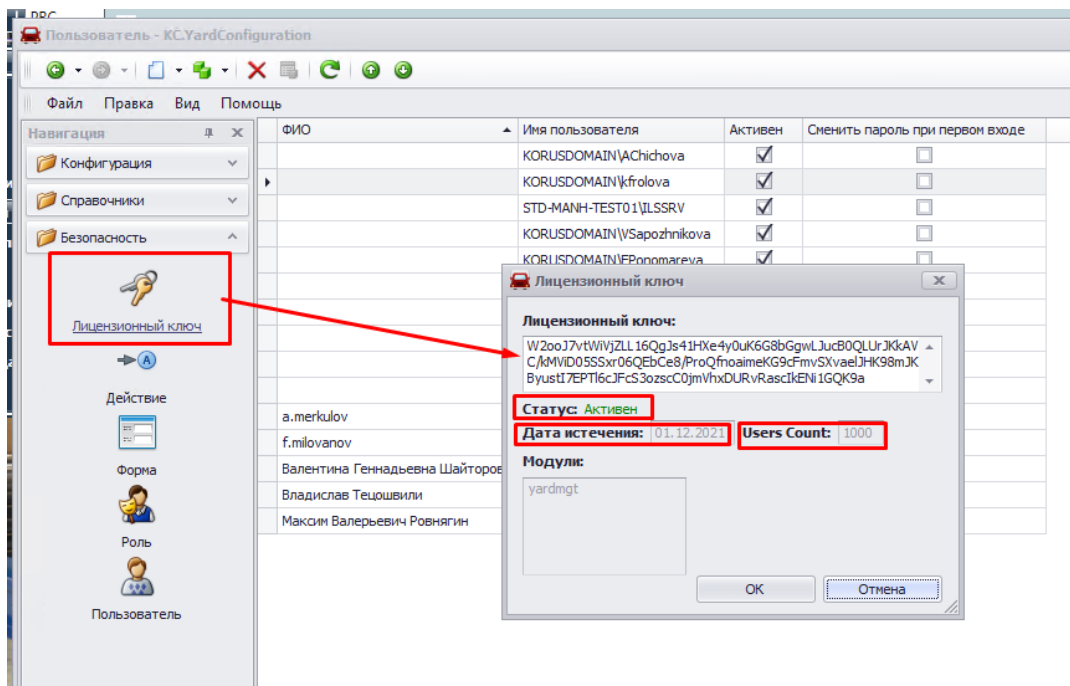 Пользователь - КС.YardConfiguration
Файл Правка Вид Помощь
Навигация
Конфигурация
Справочники
Безопасность
Лицензионный ключ
Действие
Форма
Роль
Пользователь
ФИО Имя пользователя Активен Сменить пароль при первом входе
KORUSDOMAIN\AChichova
KORUSDOMAIN\kfrolova
STD-MANH-TEST01\ILSSRV
KORUSDOMAIN\VSapozhnikova
KORUSDOMAIN\EPonomareva
a.merkulov
f.milovanov
Валентина Геннадьевна Шайторов
Владислав Тецошвили
Максим Валерьевич Ровнягин
Лицензионный ключ
Лицензионный ключ:
W2ooJ7vtWiVjZLL16QgJs41HXe4y0uK6G8bGgwLJucB0QLUrJKkAV
C/kMViD05SSxr06QEbCe8/ProQfnoaimeKG9cFmvSXvaelJHK98mJK
ByustI7EPTl6cJFcS3ozscC0jmVhxDURvRascIkENi1GQK9a
Статус: Активен
Дата истечения: 01.12.2021 Users Count: 1000
Модули:
yardmgt
ОК Отмена